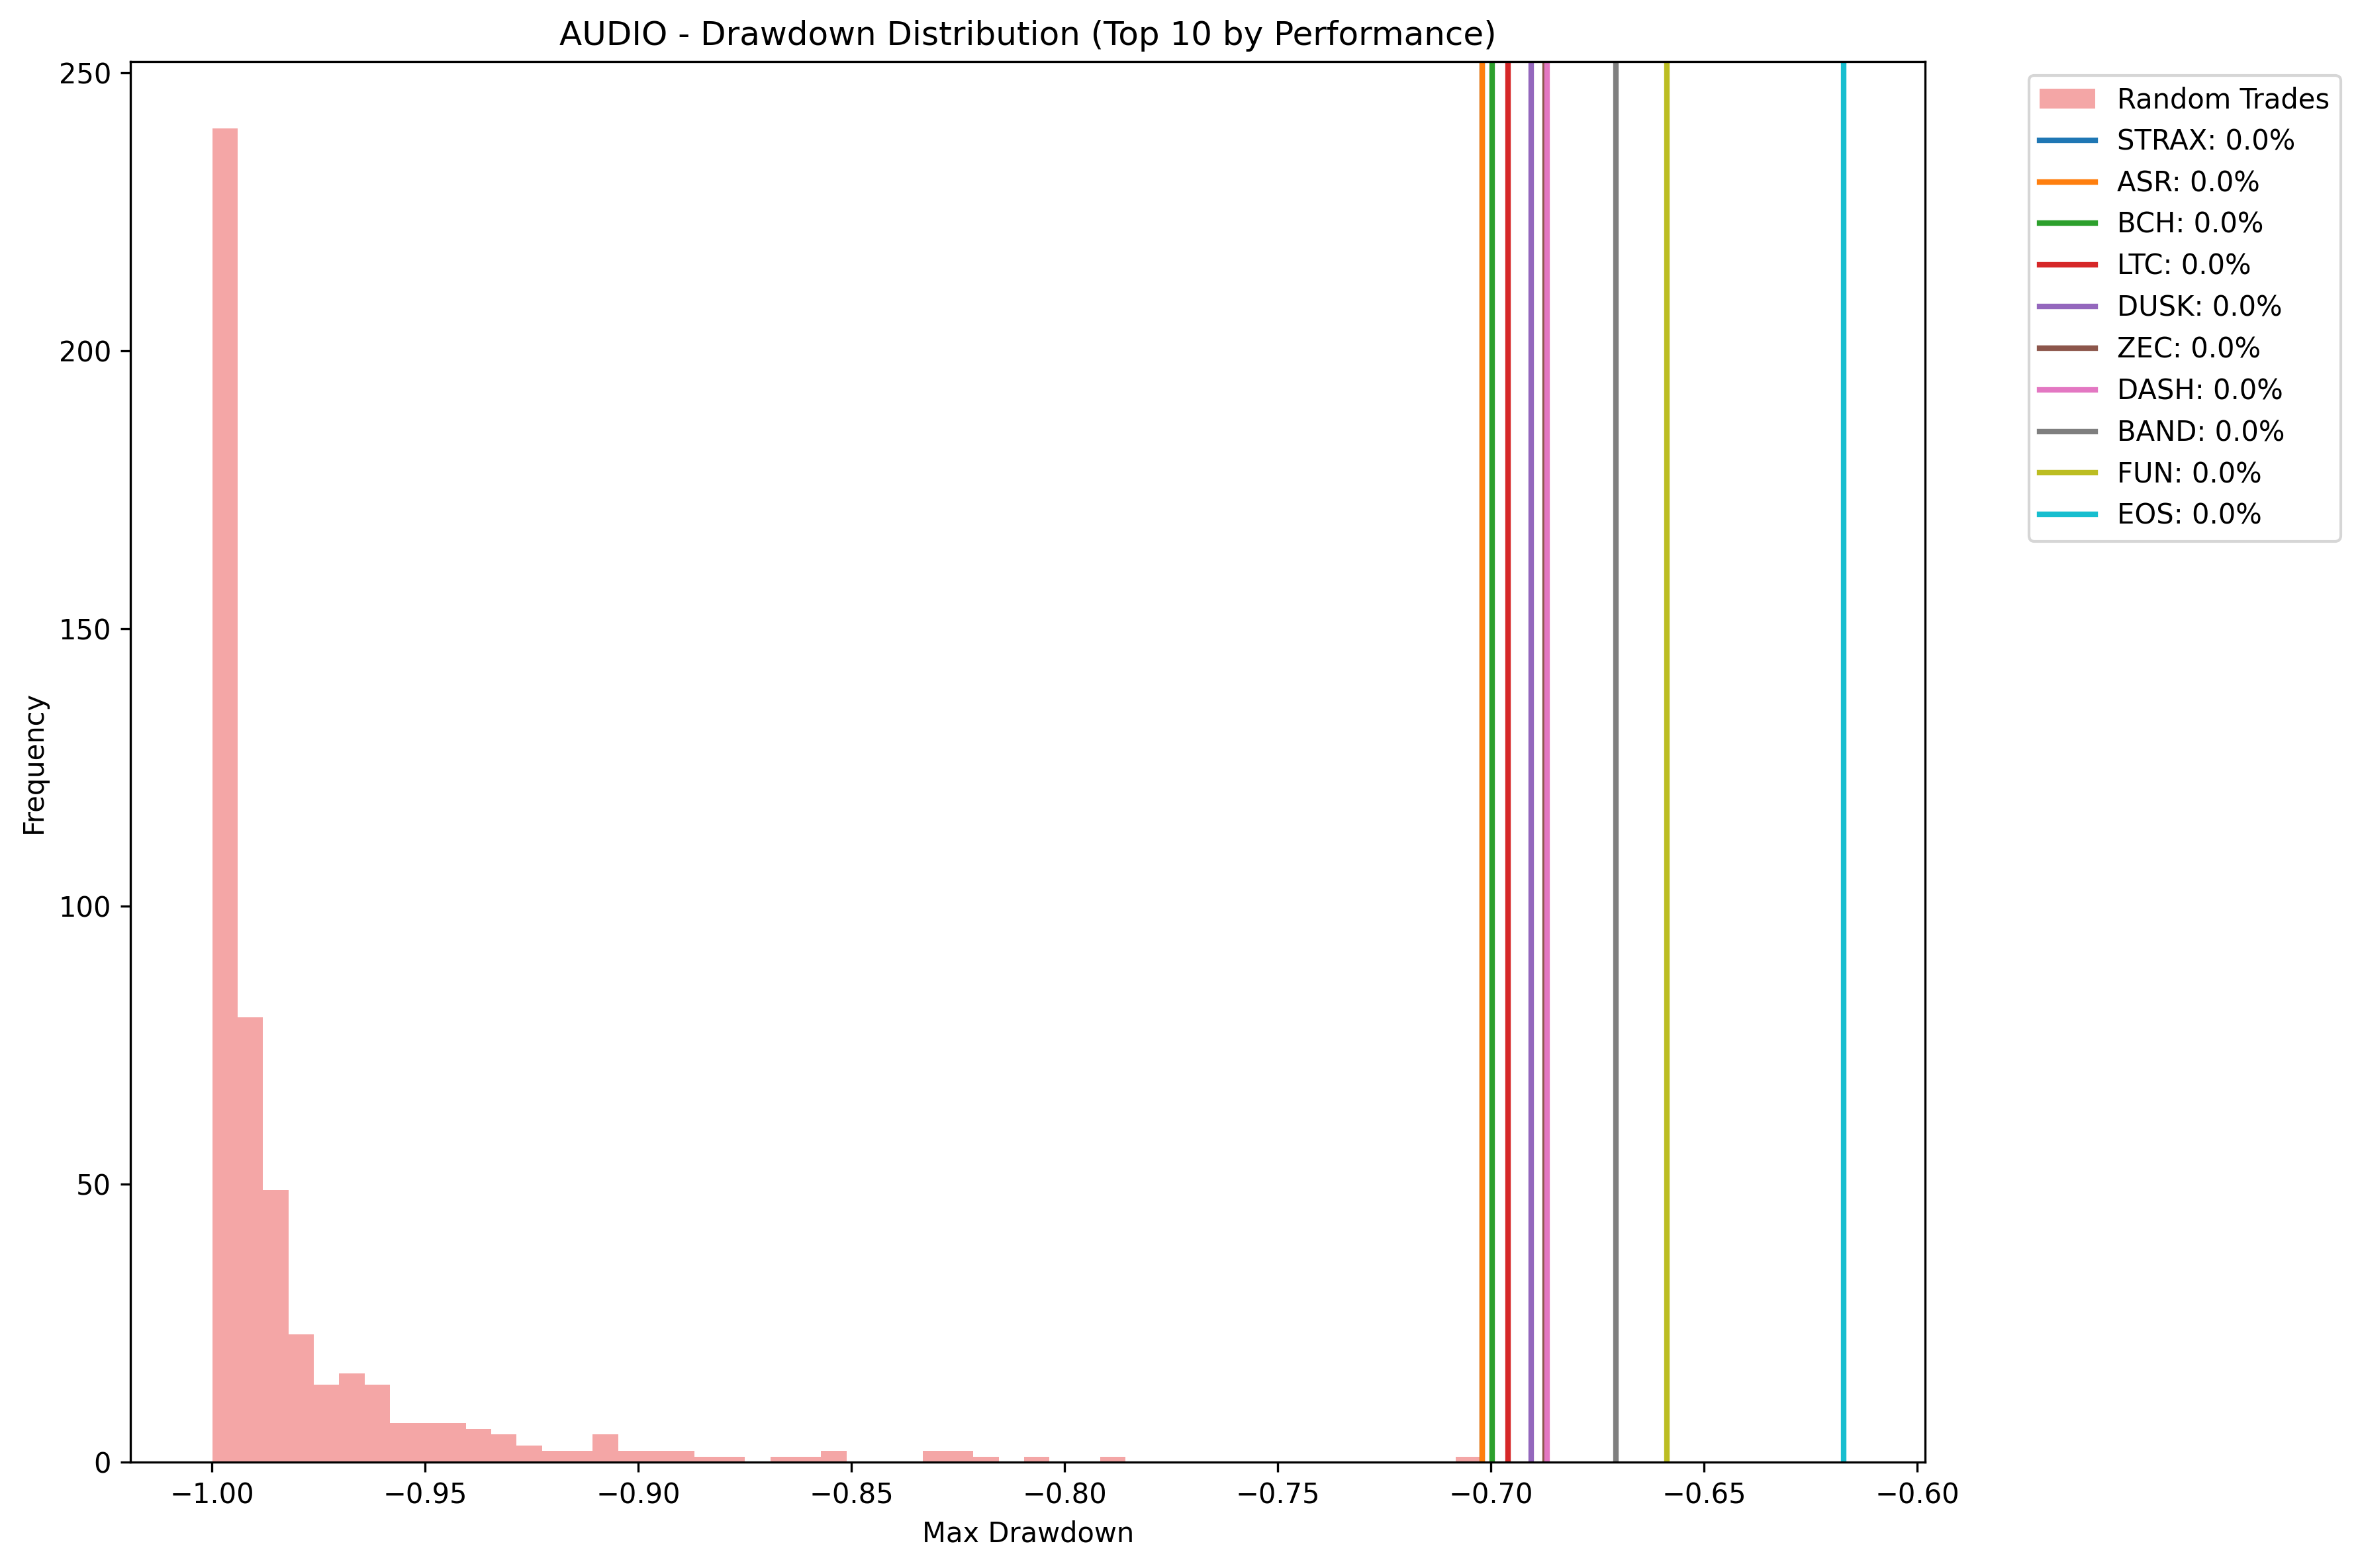 AUDIO - Drawdown Distribution (Top 10 by Performance)
250
200
150
100
50
0
Frequency
−1.00
−0.95
−0.90
−0.85
−0.80
−0.75
−0.70
−0.65
−0.60
Max Drawdown
Random Trades
STRAX: 0.0%
ASR: 0.0%
BCH: 0.0%
LTC: 0.0%
DUSK: 0.0%
ZEC: 0.0%
DASH: 0.0%
BAND: 0.0%
FUN: 0.0%
EOS: 0.0%